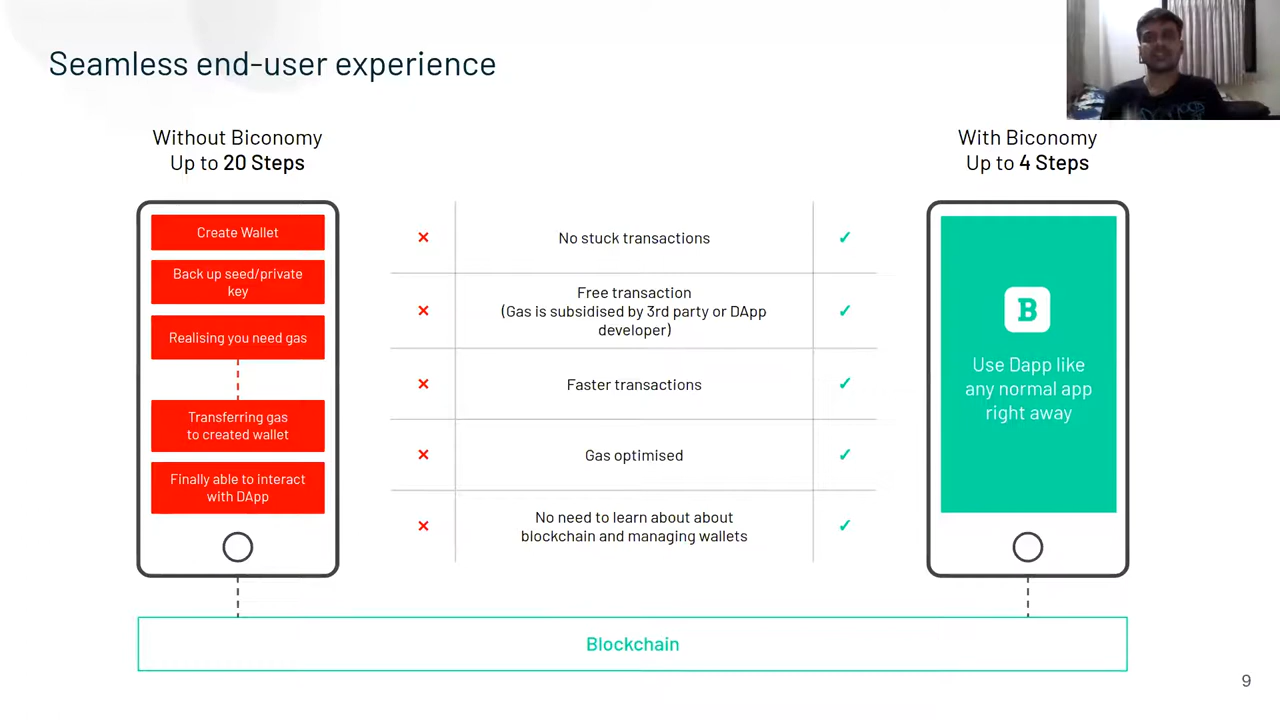 Seamless end-user experience
Without Biconomy
Up to 20 Steps
With Biconomy
Up to 4 Steps
Create Wallet
Back up seed/private
key
Realising you need gas
Transferring gas
to created wallet
Finally able to interact
with DApp
✕ No stuck transactions ✓
Free transaction
✕ (Gas is subsidised by 3rd party or DApp ✓
developer)
✕ Faster transactions ✓
✕ Gas optimised ✓
No need to learn about about
✕ blockchain and managing wallets ✓
B
Use Dapp like
any normal app
right away
Blockchain
9